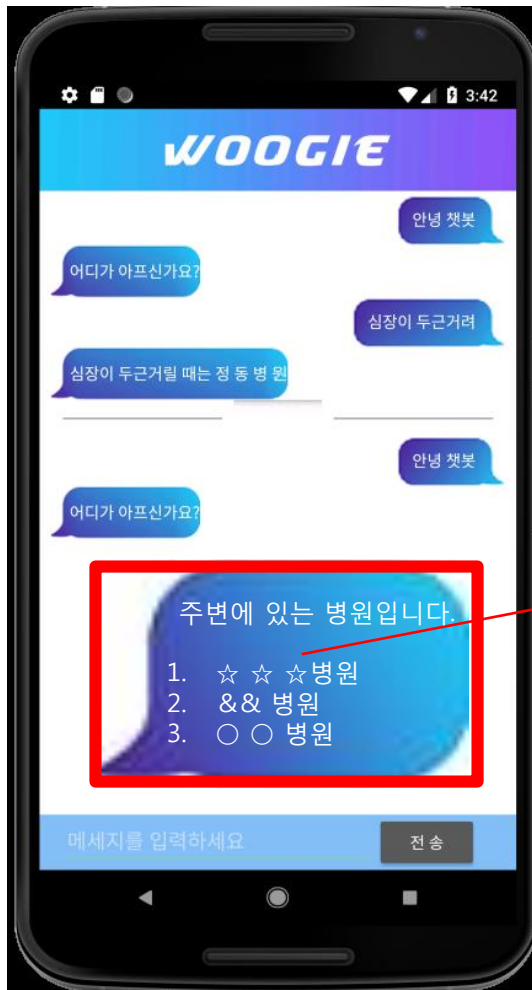 3:42
WOOGIE
안녕 챗봇
어디가 아프신가요?
심장이 두근거려
심장이 두근거릴 때는 정 동 병 원
안녕 챗봇
어디가 아프신가요?
주변에 있는 병원입니다.
1. ☆ ☆ ☆병원
2. && 병원
3. ○ ○ 병원
메세지를 입력하세요
전송